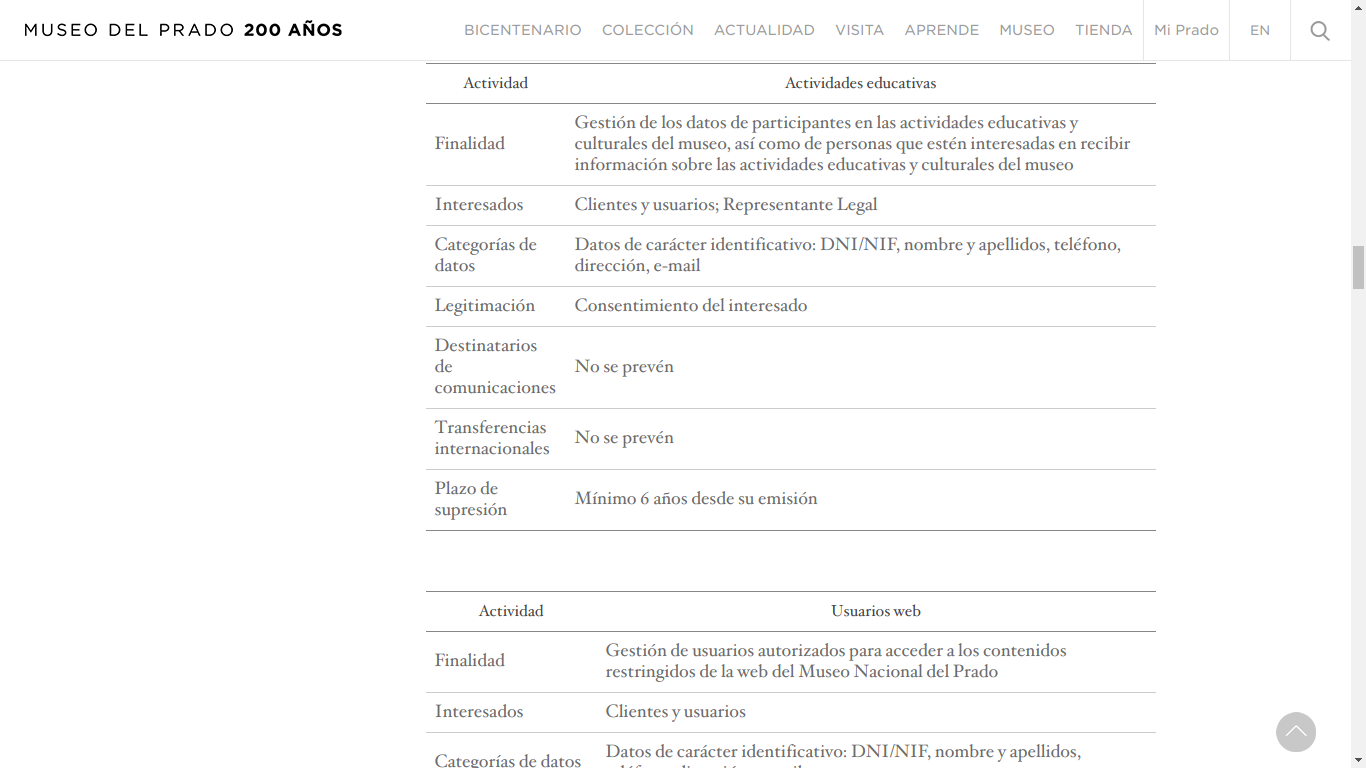 MUSEO DEL PRADO 200 AÑOS
BICENTENARIO COLECCIÓN ACTUALIDAD VISITA APRENDE MUSEO TIENDA Mi Prado EN
Actividad Actividades educativas
Finalidad
Gestión de los datos de participantes en las actividades educativas y
culturales del museo, así como de personas que estén interesadas en recibir
información sobre las actividades educativas y culturales del museo
Interesados Clientes y usuarios; Representante Legal
Categorías de
datos
Datos de carácter identificativo: DNI/NIF, nombre y apellidos, teléfono,
dirección, e-mail
Legitimación Consentimiento del interesado
Destinatarios
de
comunicaciones
No se prevén
Transferencias
internacionales
No se prevén
Plazo de
supresión
Mínimo 6 años desde su emisión
Actividad Usuarios web
Finalidad
Gestión de usuarios autorizados para acceder a los contenidos
restringidos de la web del Museo Nacional del Prado
Interesados Clientes y usuarios
Categorías de datos
Datos de carácter identificativo: DNI/NIF, nombre y apellidos,